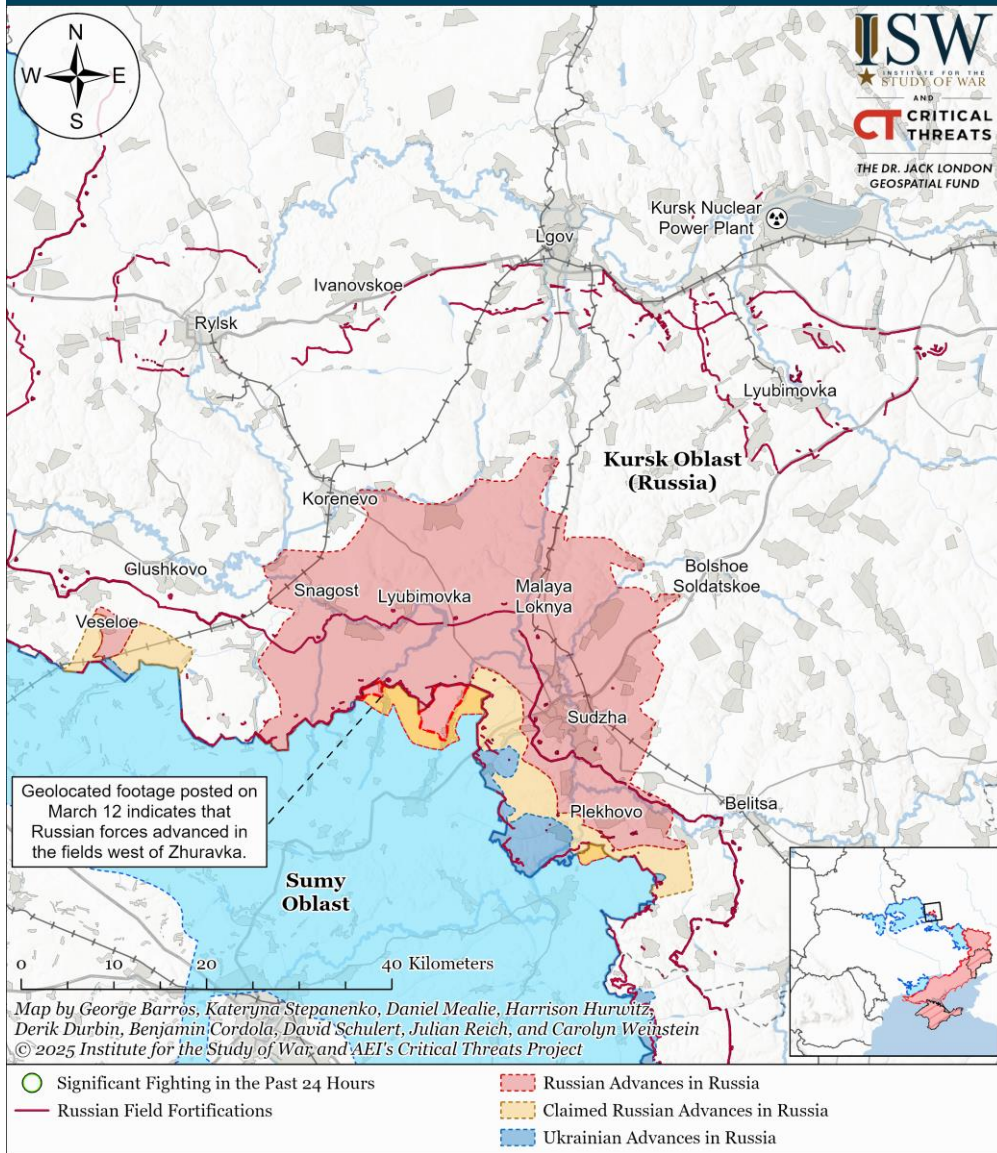 N
W E
S
ISW
INSTITUTE FOR THE
STUDY OF WAR
AND
CT CRITICAL
THREATS
THE DR. JACK LONDON
GEOSPATIAL FUND
Kursk Nuclear
Power Plant
Lgov
Ivanovskoe
Rylsk
Lyubimovka
Kursk Oblast
(Russia)
Korenevo
Glushkovo
Snagost
Lyubimovka
Malaya
Loknya
Bolshoe
Soldatskoe
Veseloe
Sudzha
Geolocated footage posted on
March 12 indicates that
Russian forces advanced in
the fields west of Zhuravka.
Plekhovo
Belitsa
Sumy
Oblast
0 10 20 40 Kilometers
Map by George Barros, Kateryna Stepanenko, Daniel Mealie, Harrison Hurwitz,
Derik Durbin, Benjamin Cordola, David Schulert, Julian Reich, and Carolyn Weinstein
© 2025 Institute for the Study of War and AEI's Critical Threats Project
Significant Fighting in the Past 24 Hours
Russian Field Fortifications
Russian Advances in Russia
Claimed Russian Advances in Russia
Ukrainian Advances in Russia